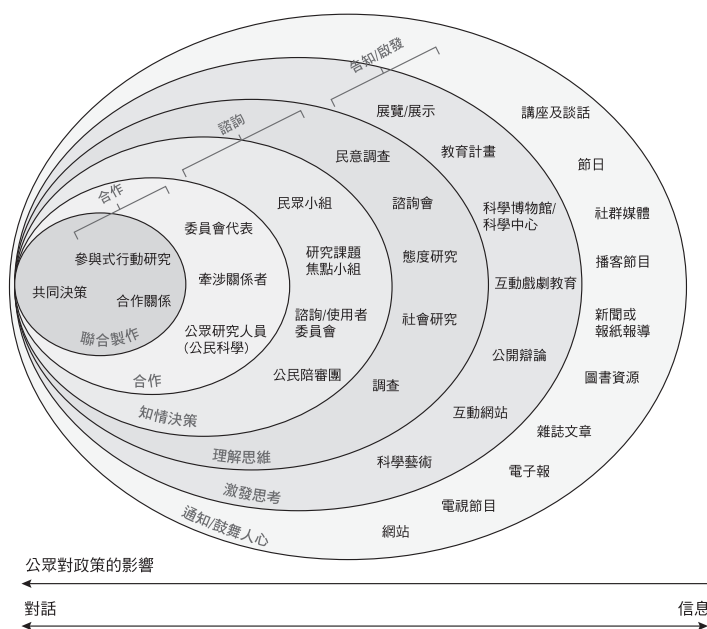 告知/啟發
諮詢
合作
展覽/展示
講座及談話
民意調查
教育計畫
節日
民眾小組
諮詢會
科學博物館/
科學中心
社群媒體
委員會代表
參與式行動研究
研究課題
焦點小組
態度研究
播客節目
牽涉關係者
互動戲劇教育
共同決策
合作關係
諮詢/使用者
委員會
社會研究
新聞或
報紙報導
公眾研究人員
（公民科學）
聯合製作
公開辯論
合作
公民陪審團
調查
圖書資源
知情決策
互動網站
雜誌文章
理解思維
科學藝術
電子報
激發思考
電視節目
通知/鼓舞人心
網站
公眾對政策的影響
對話
信息